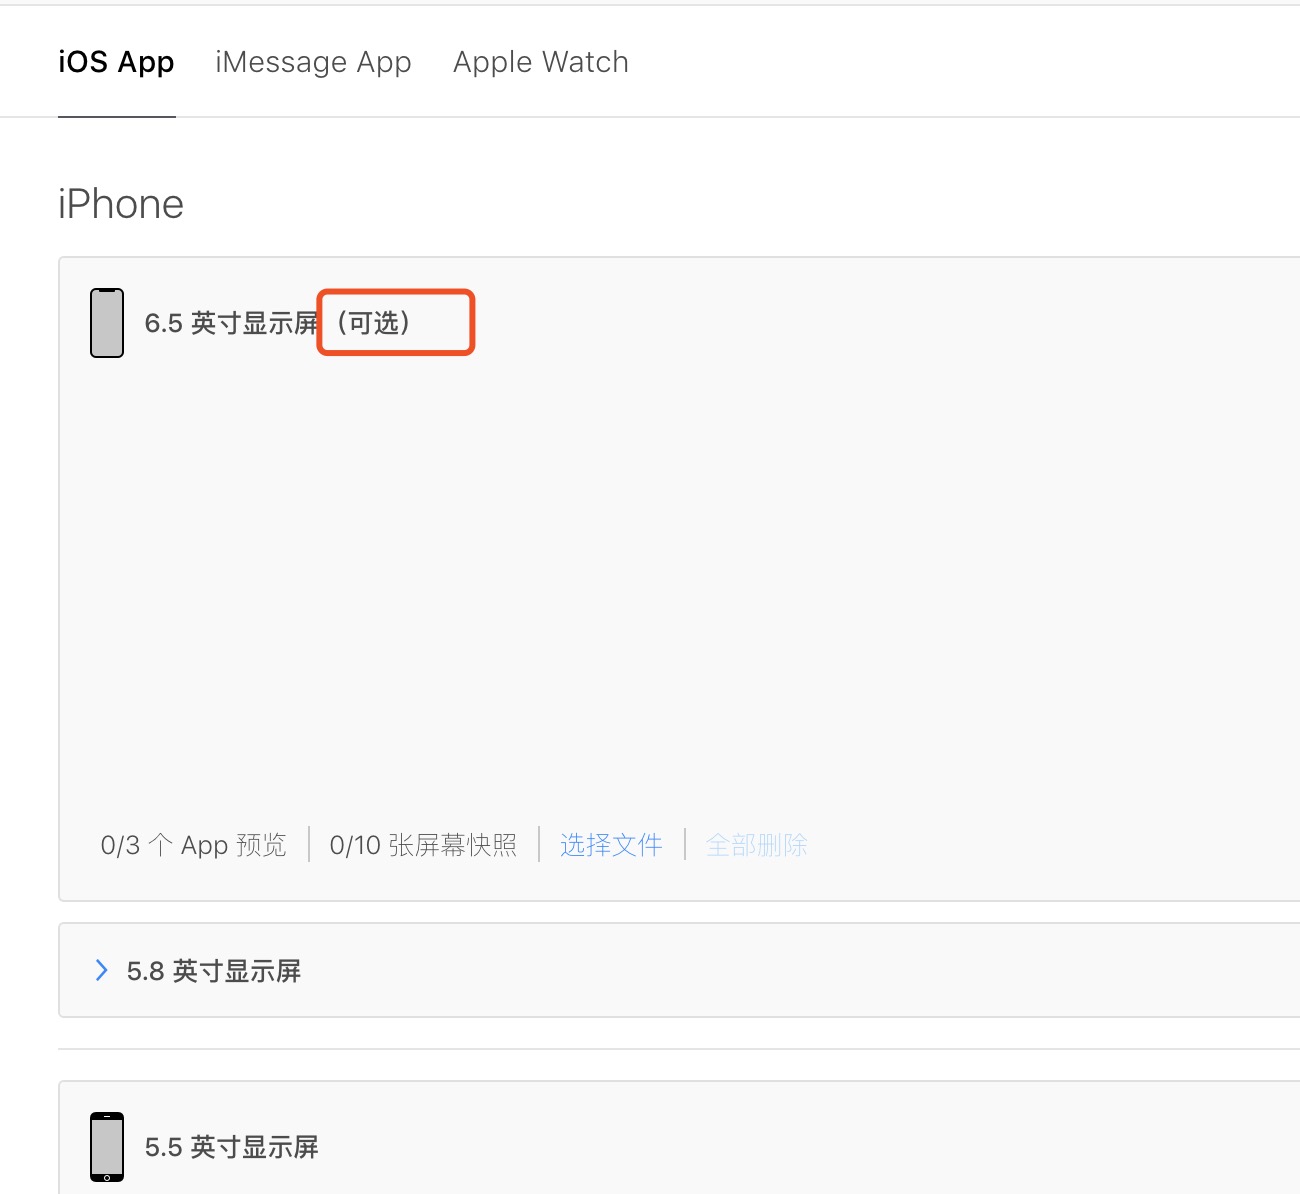 iOS App iMessage App Apple Watch
iPhone
6.5 英寸显示屏（可选）
0/3 个 App 预览 0/10 张屏幕快照 选择文件 全部删除
5.8 英寸显示屏
5.5 英寸显示屏